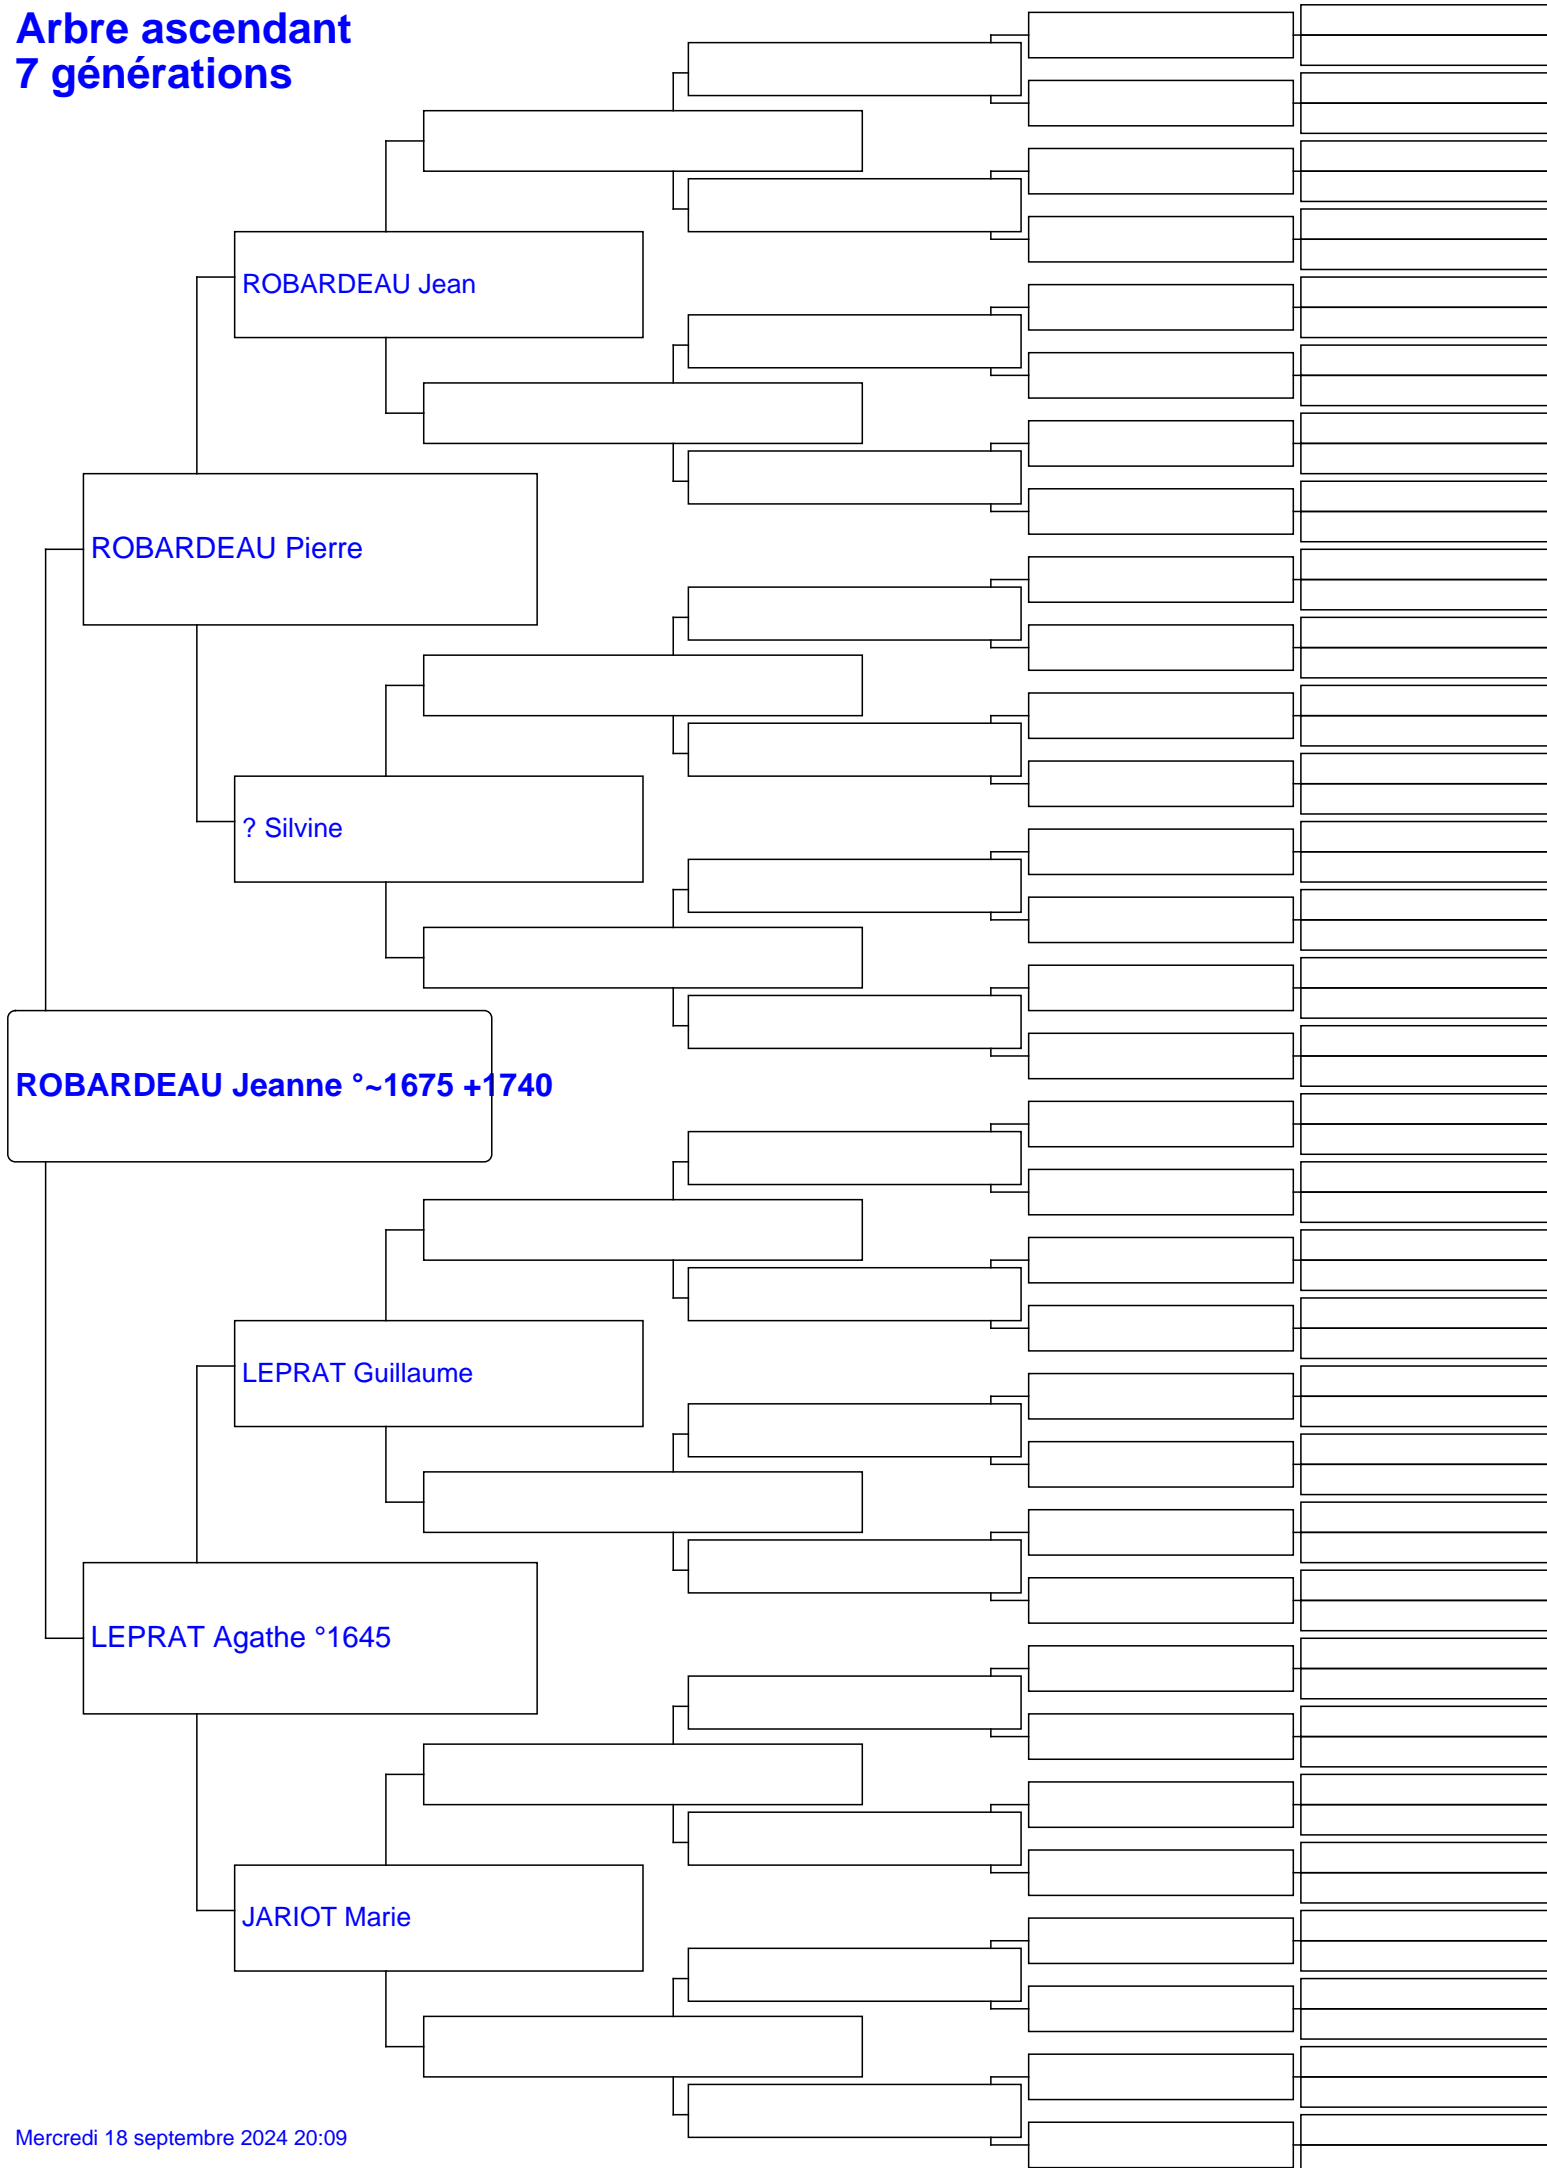 Arbre ascendant
7 générations
ROBARDEAU Jean
ROBARDEAU Pierre
? Silvine
ROBARDEAU Jeanne °~1675 +1740
LEPRAT Guillaume
LEPRAT Agathe °1645
JARIOT Marie
Mercredi 18 septembre 2024 20:09